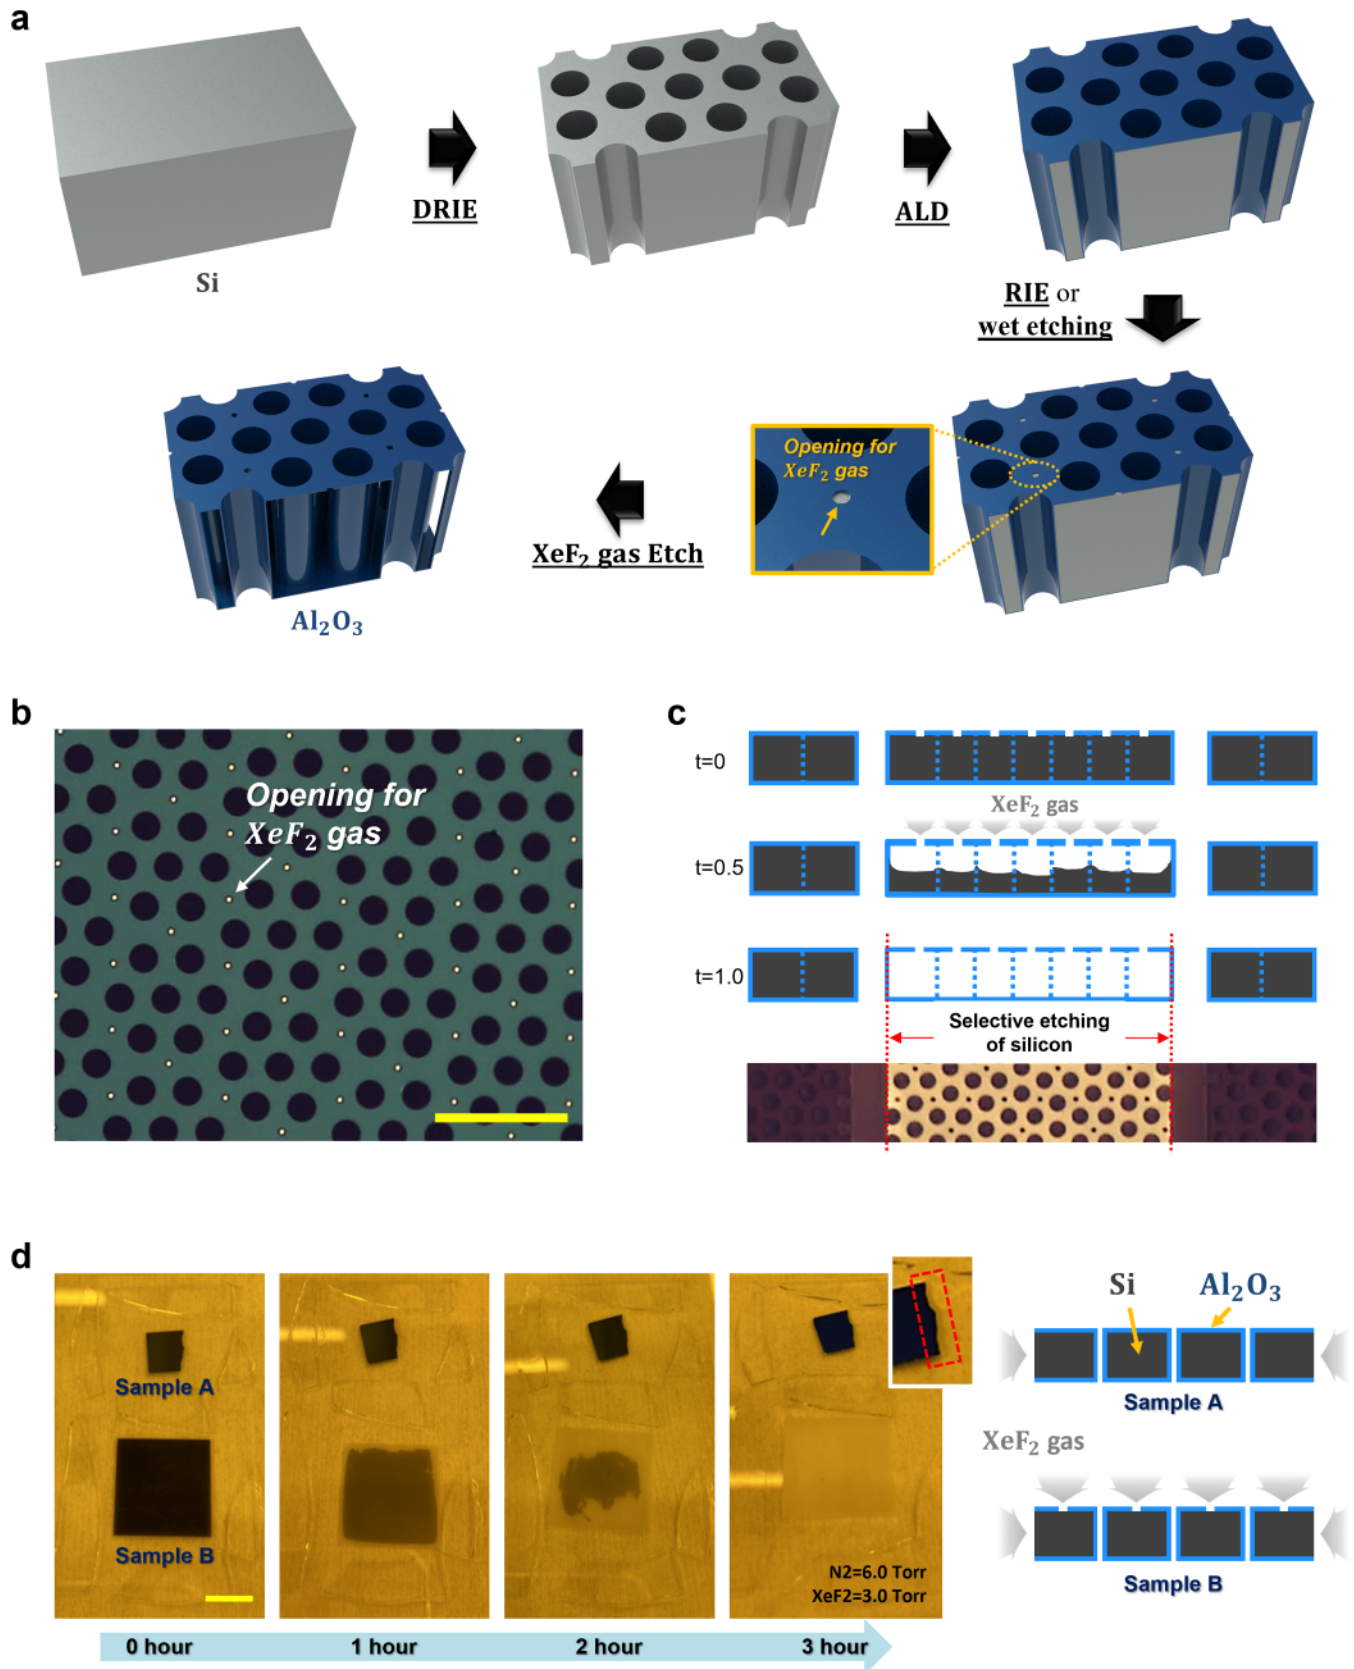 a
Si
DRIE
ALD
RIE or
wet etching
Opening for
XeF₂ gas
XeF₂ gas Etch
Al₂O₃
b
Opening for
XeF₂ gas
c
t=0
XeF₂ gas
t=0.5
t=1.0
Selective etching
of silicon
d
Sample A
Sample B
N2=6.0 Torr
XeF2=3.0 Torr
0 hour
1 hour
2 hour
3 hour
Si
Al₂O₃
Sample A
XeF₂ gas
Sample B